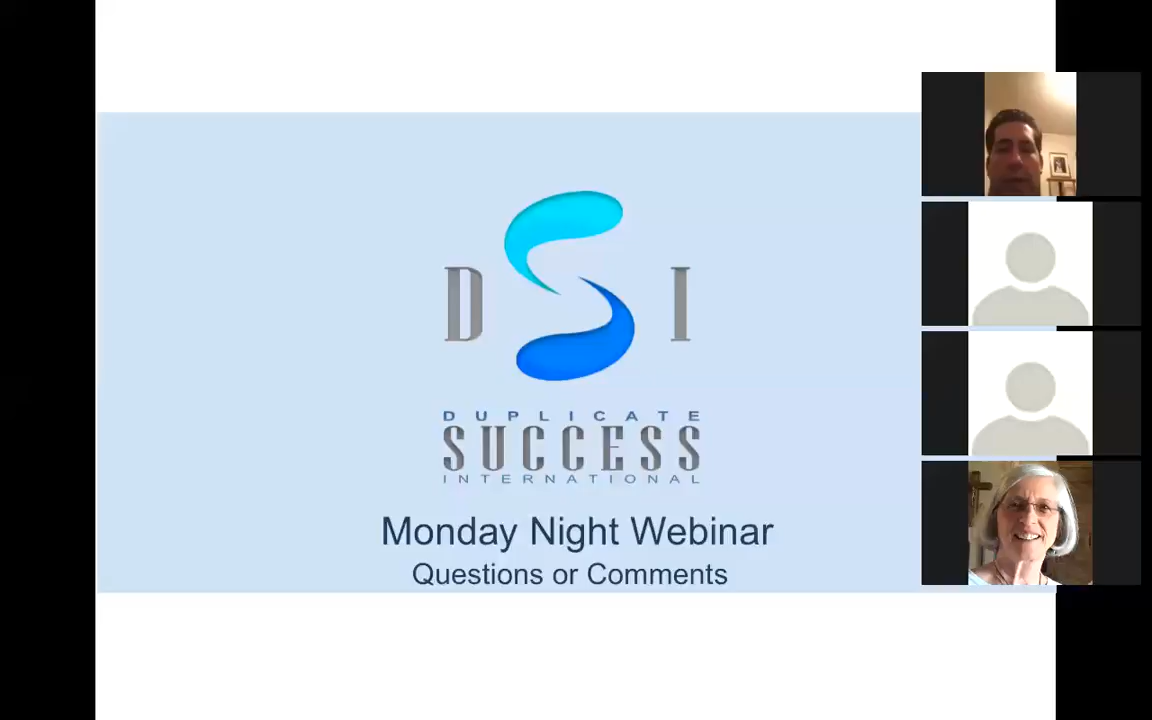 D S I
DUPLICATE
SUCCESS
INTERNATIONAL
Monday Night Webinar
Questions or Comments